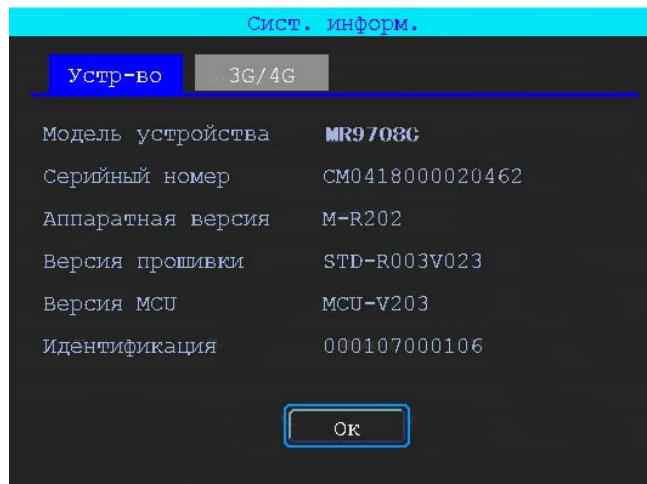 Сист. информ.
Устр-во 3G/4G
Модель устройства MR9708C
Серийный номер CM0418000020462
Аппаратная версия M-R202
Версия прошивки STD-R003V023
Версия MCU MCU-V203
Идентификация 000107000106
Ок